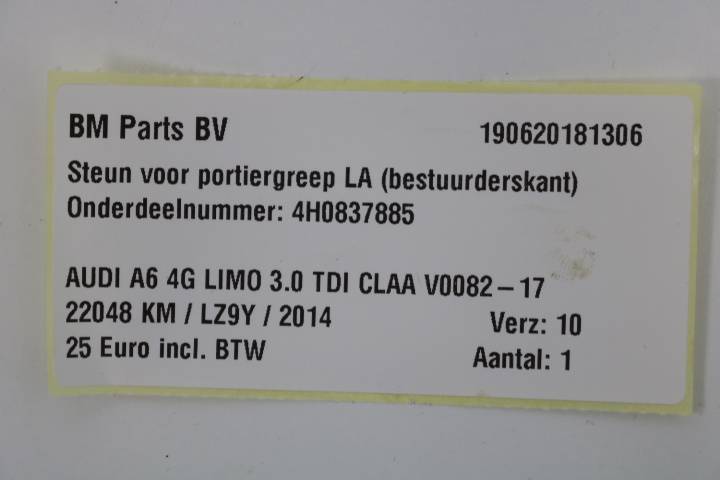 BM Parts BV 190620181306
Steun voor portiergreep LA (bestuurderskant)
Onderdeelnummer: 4H0837885
AUDI A6 4G LIMO 3.0 TDI CLAA V0082-17
22048 KM / LZ9Y / 2014 Verz: 10
25 Euro incl. BTW Aantal: 1